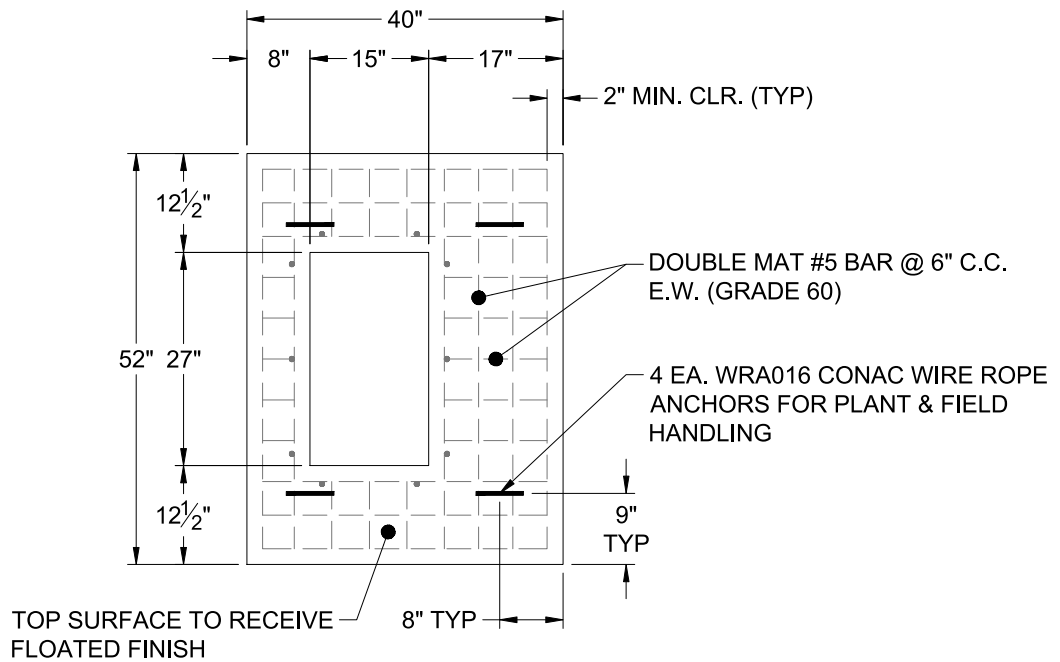 40"
8"
15"
17"
2" MIN. CLR. (TYP)
12½"
DOUBLE MAT #5 BAR @ 6" C.C.
E.W. (GRADE 60)
52"
27"
4 EA. WRA016 CONAC WIRE ROPE
ANCHORS FOR PLANT & FIELD
HANDLING
12½"
9"
TYP
TOP SURFACE TO RECEIVE
FLOATED FINISH
8" TYP